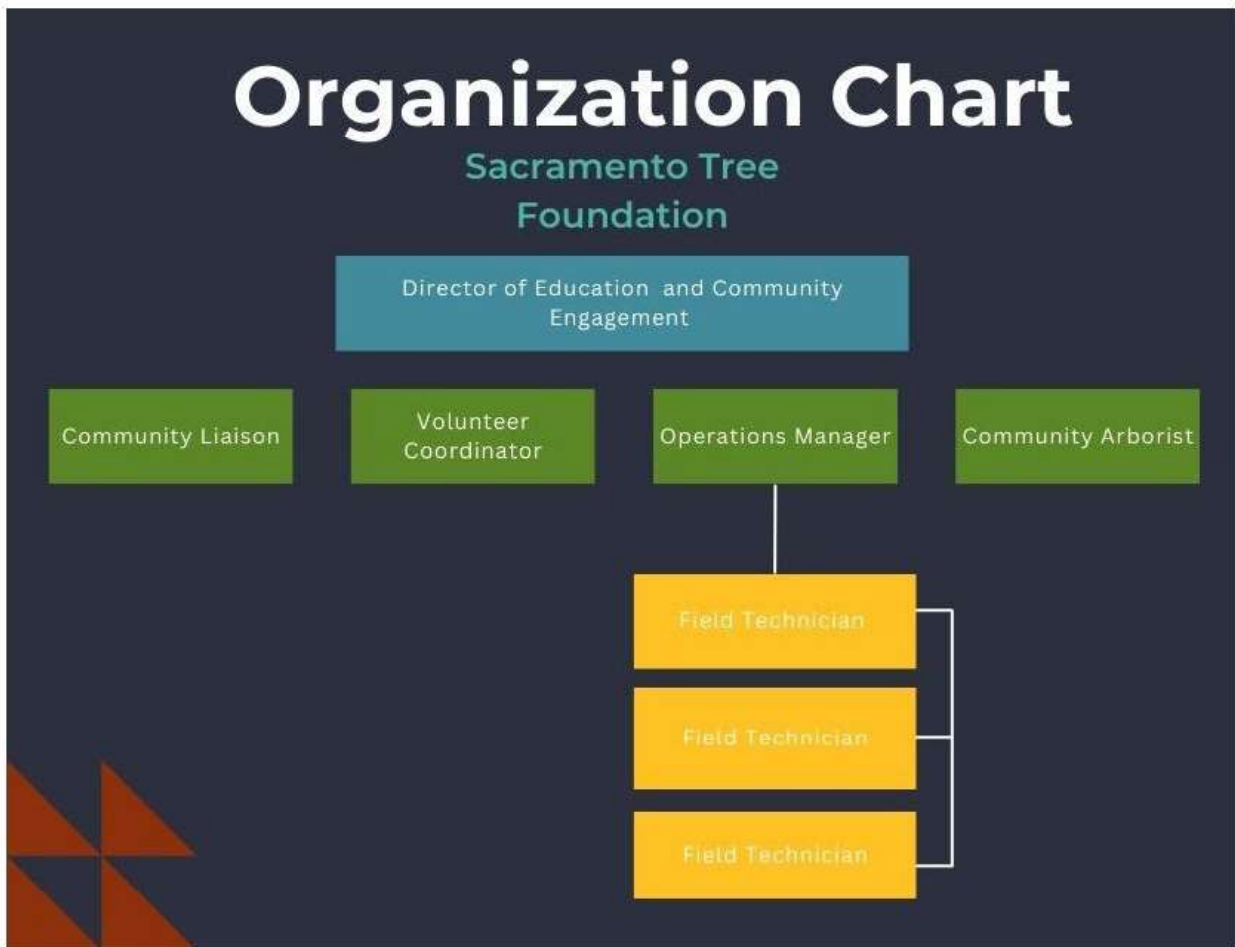 Organization Chart
Sacramento Tree
Foundation
Director of Education and Community
Engagement
Community Liaison
Volunteer
Coordinator
Operations Manager
Community Arborist
Field Technician
Field Technician
Field Technician